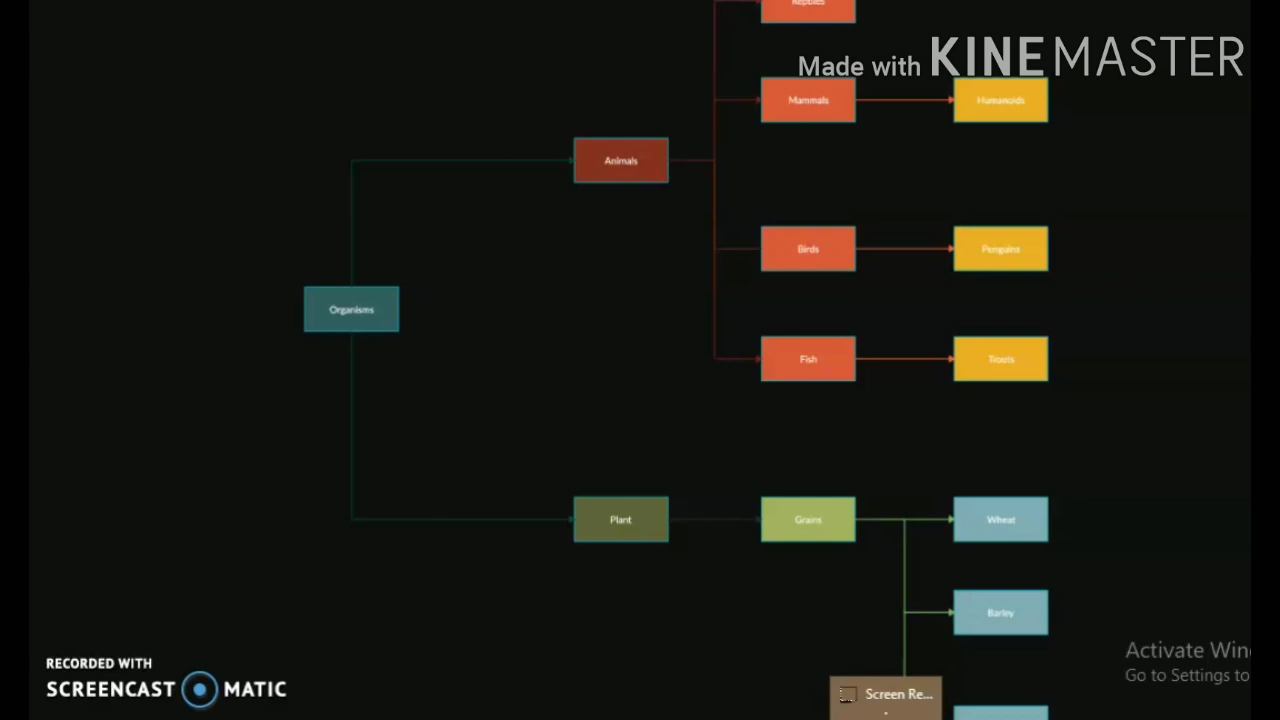 Reptiles
Made with KINEMASTER
Mammals
Humanoids
Animals
Birds
Penguins
Organisms
Fish
Trouts
Plant
Grains
Wheat
Barley
Activate Win
Go to Settings to
RECORDED WITH
SCREENCAST MATIC
Screen Re...